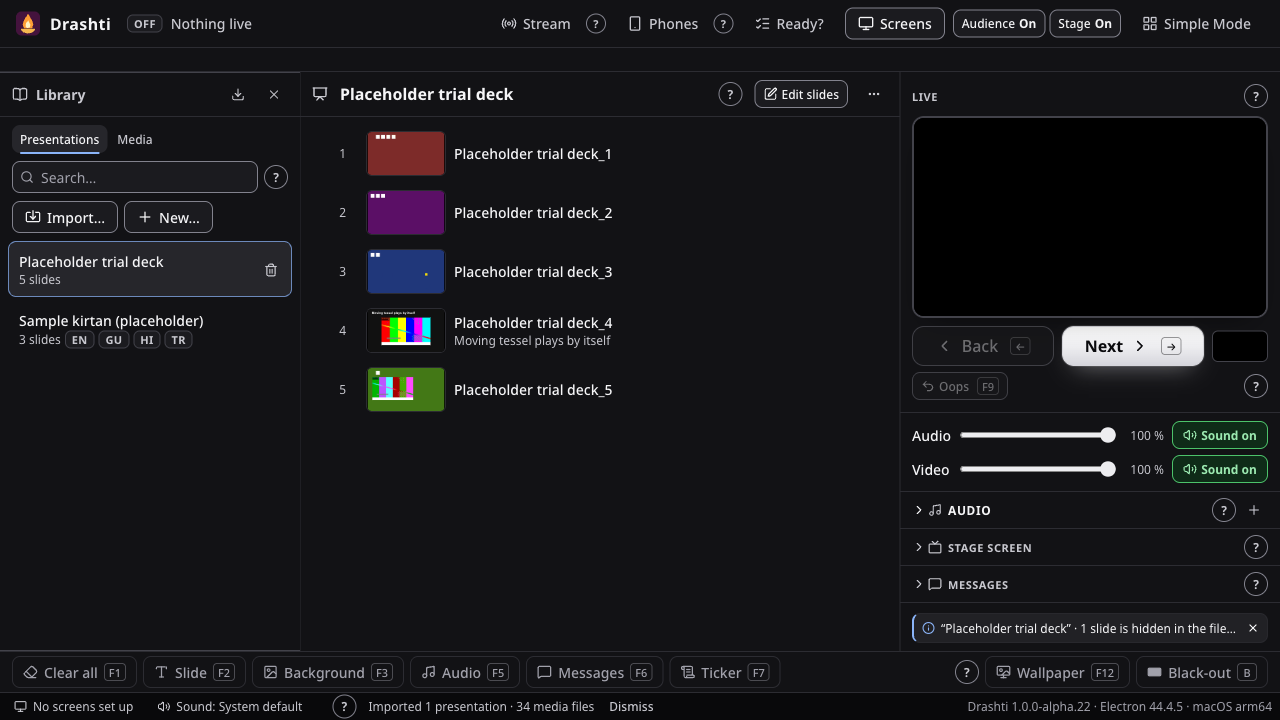 Drashti OFF Nothing live Stream ? Phones ? Ready? Screens Audience On Stage On Simple Mode
Library
Presentations Media
Search... ?
Import... New...
Placeholder trial deck
5 slides
Sample kirtan (placeholder)
3 slides EN GU HI TR
Placeholder trial deck ? Edit slides ...
1 Placeholder trial deck_1
2 Placeholder trial deck_2
3 Placeholder trial deck_3
4 Placeholder trial deck_4
Moving tessel plays by itself
Moving tessel plays by itself
5 Placeholder trial deck_5
LIVE ?
Back ← Next →
Oops F9 ?
Audio 100 % Sound on
Video 100 % Sound on
AUDIO ? +
STAGE SCREEN ?
MESSAGES ?
“Placeholder trial deck” · 1 slide is hidden in the file...
Clear all F1 Slide F2 Background F3 Audio F5 Messages F6 Ticker F7 ? Wallpaper F12 Black-out B
No screens set up Sound: System default ? Imported 1 presentation · 34 media files Dismiss Drashti 1.0.0-alpha.22 · Electron 44.4.5 · macOS arm64